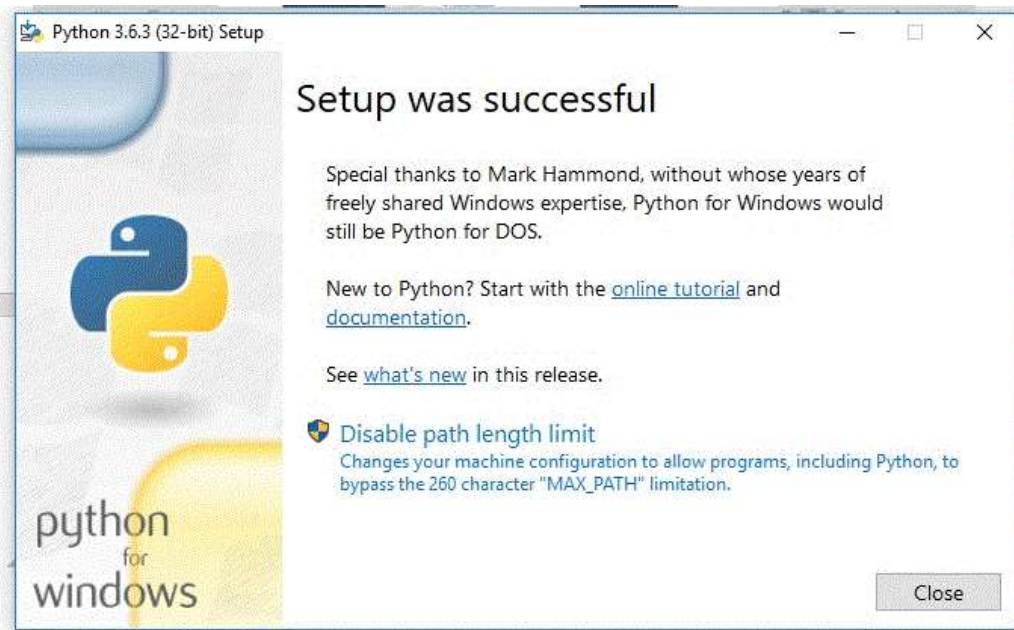 Python 3.6.3 (32-bit) Setup
Setup was successful
Special thanks to Mark Hammond, without whose years of
freely shared Windows expertise, Python for Windows would
still be Python for DOS.
New to Python? Start with the online tutorial and
documentation.
See what's new in this release.
Disable path length limit
Changes your machine configuration to allow programs, including Python, to
bypass the 260 character "MAX_PATH" limitation.
python
for
windows
Close